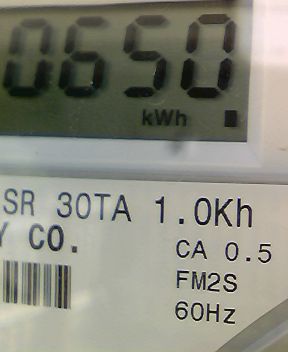 0650
kWh
SR 30TA 1.0Kh
Y CO.
CA 0.5
FM2S
60Hz